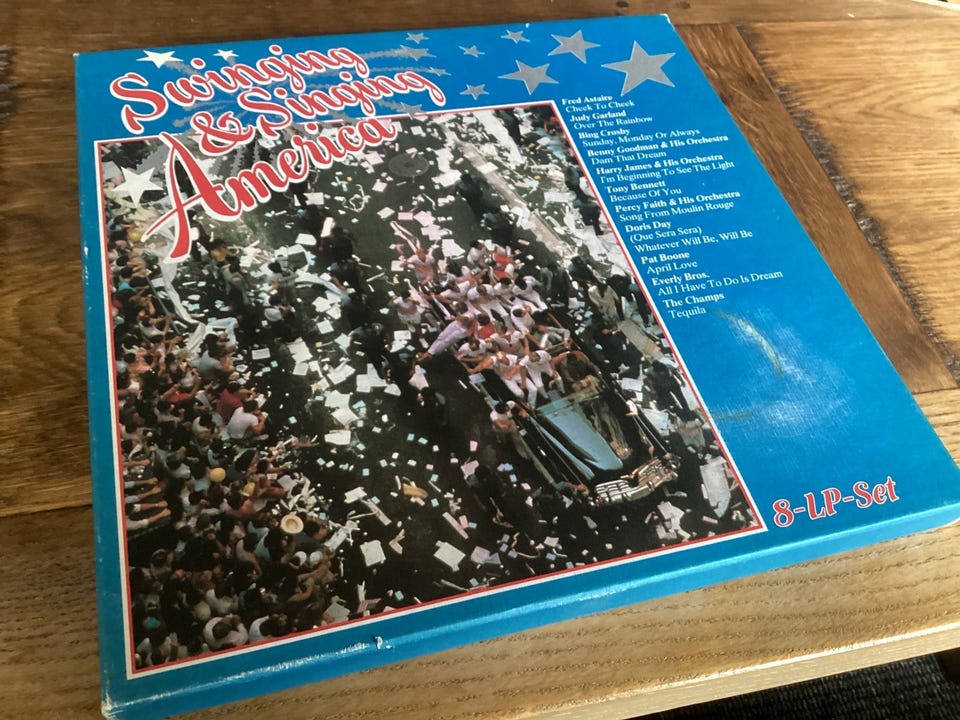 Swinging
& Singing
America
Fred Astaire
Cheek To Cheek
Judy Garland
Over The Rainbow
Bing Crosby
Sunday, Monday Or Always
Benny Goodman & His Orchestra
Dam That Dream
Harry James & His Orchestra
I'm Beginning To See The Light
Tony Bennett
Because Of You
Percy Faith & His Orchestra
Song From Moulin Rouge
Doris Day
(Que Sera Sera)
Whatever Will Be, Will Be
Pat Boone
April Love
Everly Bros.
All I Have To Do Is Dream
The Champs
Tequila
8-LP-Set